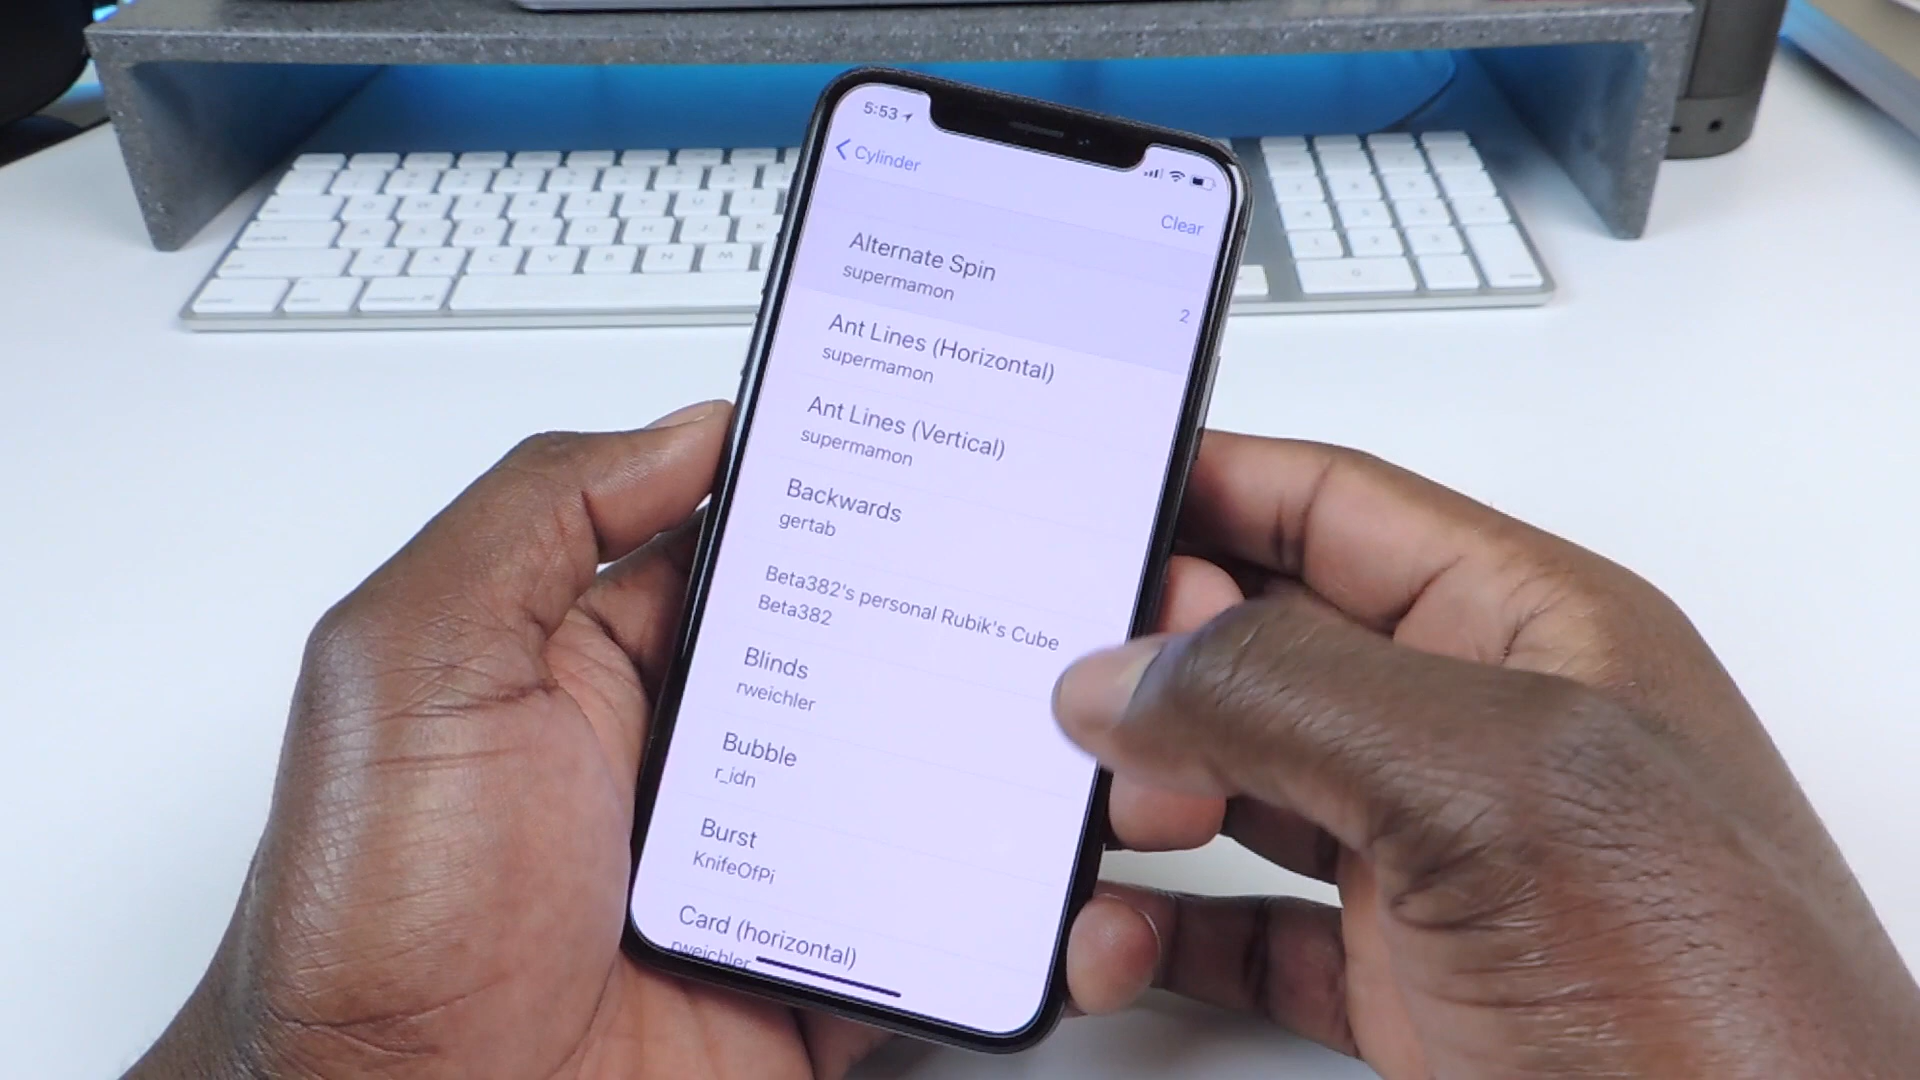 5:53
Cylinder
Clear
Alternate Spin
supermamon
2
Ant Lines (Horizontal)
supermamon
Ant Lines (Vertical)
supermamon
Backwards
gertab
Beta382's personal Rubik's Cube
Beta382
Blinds
rweichler
Bubble
r_idn
Burst
KnifeOfPi
Card (horizontal)
rweichler